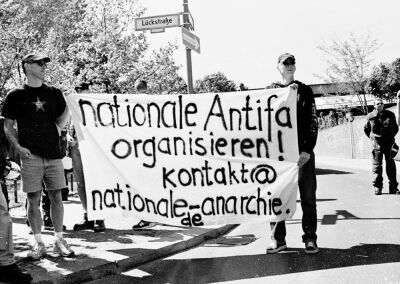 Lückstraße
nationale Antifa
organisieren!
kontakt@
nationale-anarchie.
de